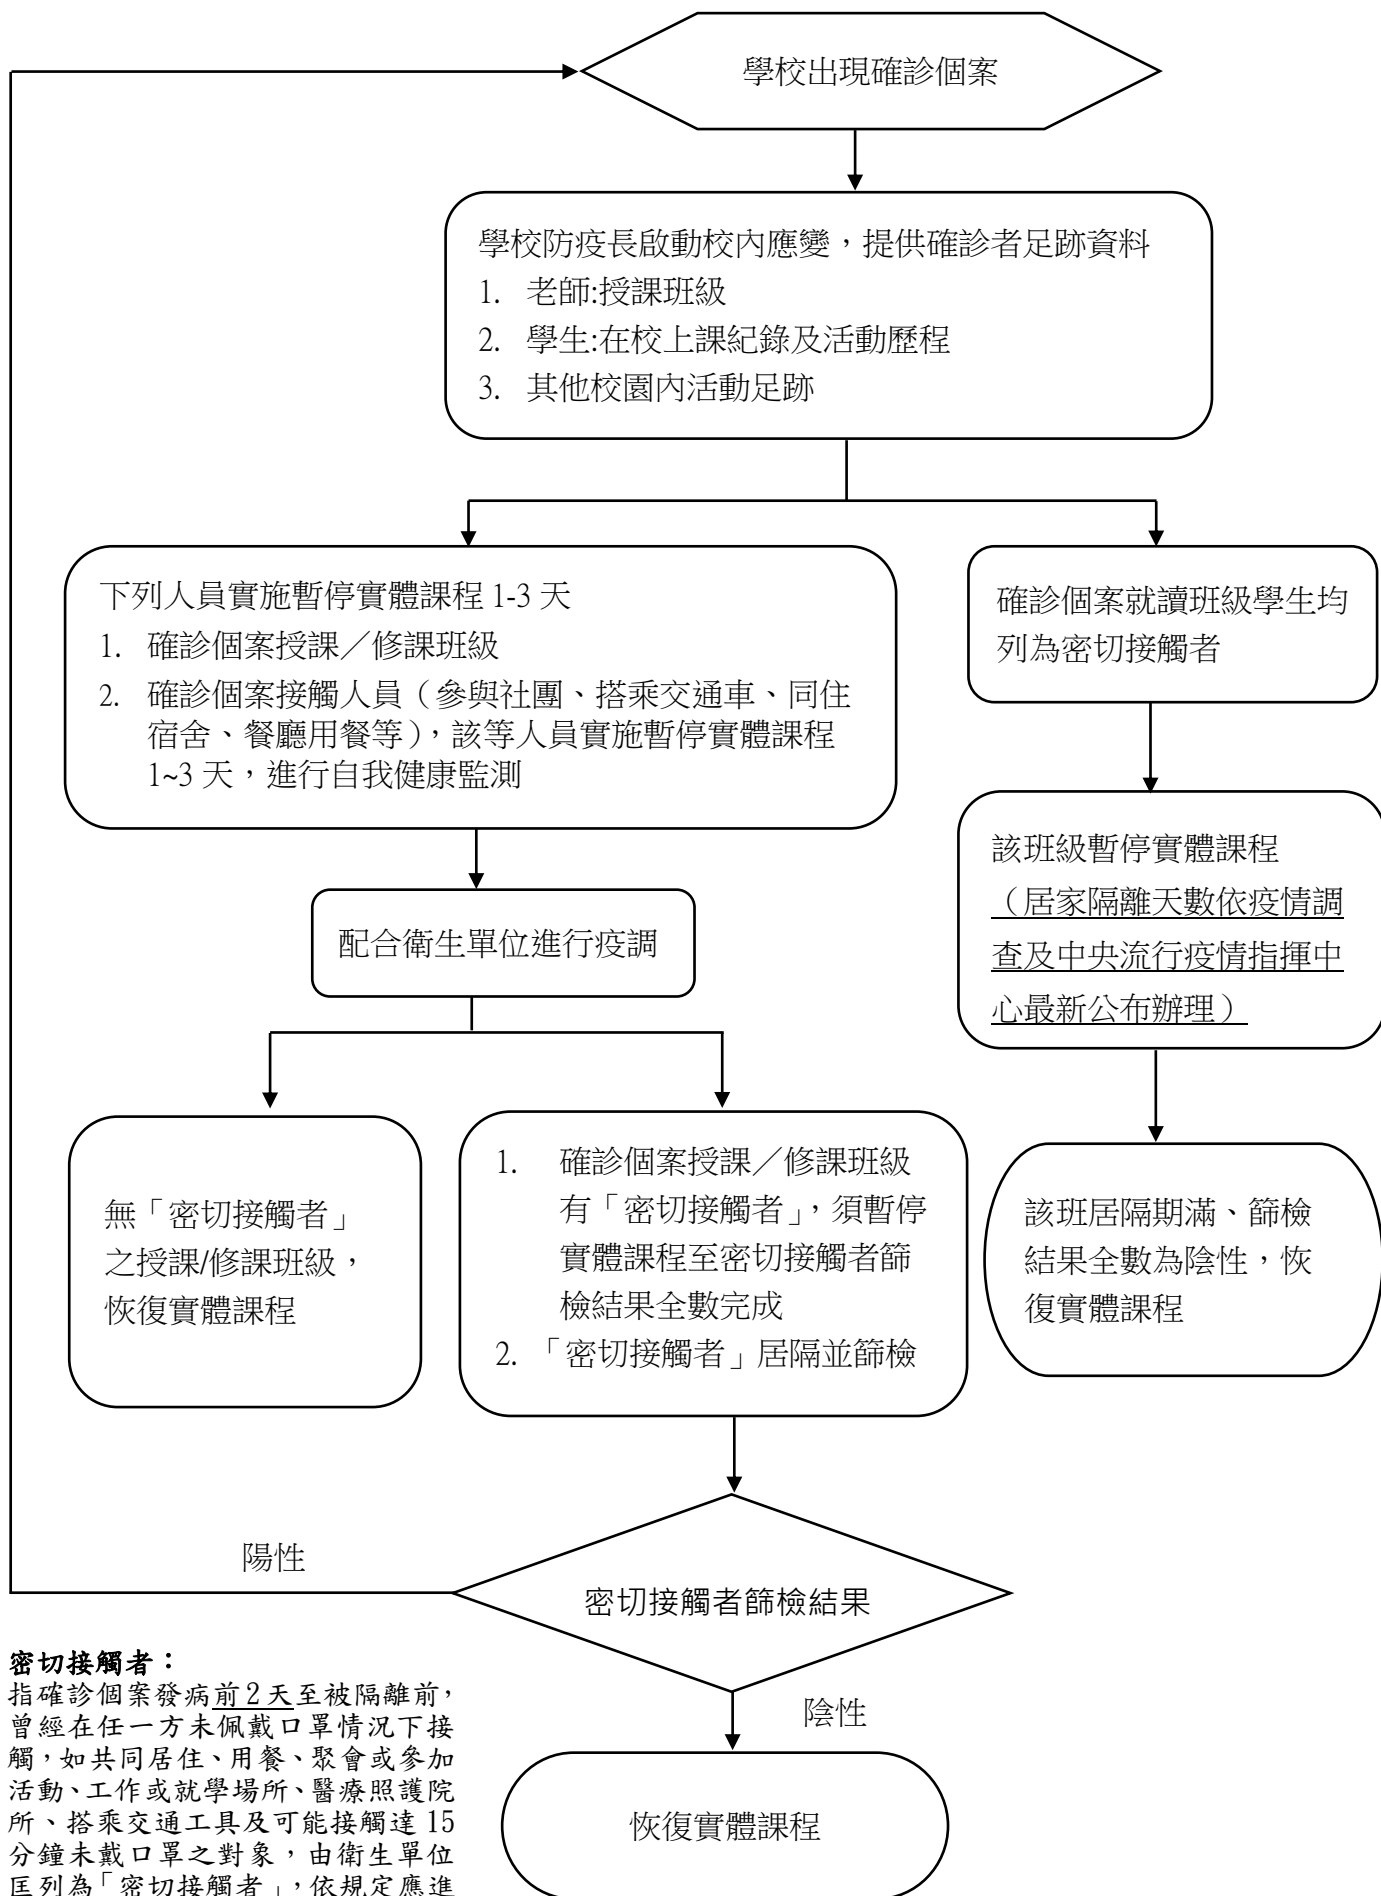 學校出現確診個案
學校防疫長啟動校內應變，提供確診者足跡資料
1. 老師:授課班級
2. 學生:在校上課紀錄及活動歷程
3. 其他校園內活動足跡
下列人員實施暫停實體課程 1-3 天
1. 確診個案授課／修課班級
2. 確診個案接觸人員（參與社團、搭乘交通車、同住
宿舍、餐廳用餐等），該等人員實施暫停實體課程
1~3 天，進行自我健康監測
確診個案就讀班級學生均
列為密切接觸者
該班級暫停實體課程
（居家隔離天數依疫情調
查及中央流行疫情指揮中
心最新公布辦理）
配合衛生單位進行疫調
無「密切接觸者」
之授課/修課班級，
恢復實體課程
1. 確診個案授課／修課班級
有「密切接觸者」，須暫停
實體課程至密切接觸者篩
檢結果全數完成
2. 「密切接觸者」居隔並篩檢
該班居隔期滿、篩檢
結果全數為陰性，恢
復實體課程
陽性
密切接觸者篩檢結果
陰性
恢復實體課程
密切接觸者：
指確診個案發病前2天至被隔離前，
曾經在任一方未佩戴口罩情況下接
觸，如共同居住、用餐、聚會或參加
活動、工作或就學場所、醫療照護院
所、搭乘交通工具及可能接觸達 15
分鐘未戴口罩之對象，由衛生單位
匡列為「密切接觸者」，依規定應進